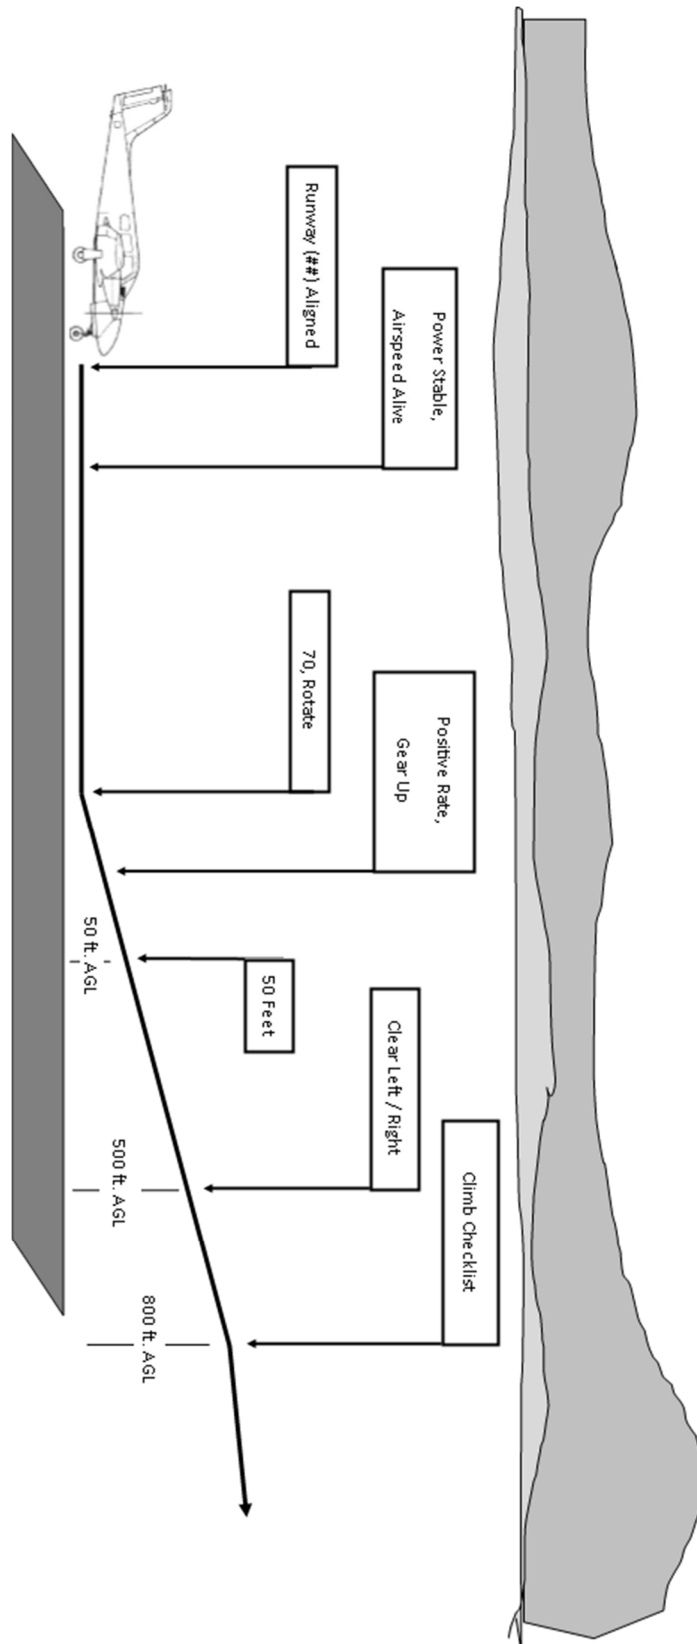 Runway (##) Aligned
Power Stable,
Airspeed Alive
70, Rotate
Positive Rate,
Gear Up
50 Feet
Clear Left / Right
Climb Checklist
50 ft. AGL
500 ft. AGL
800 ft. AGL